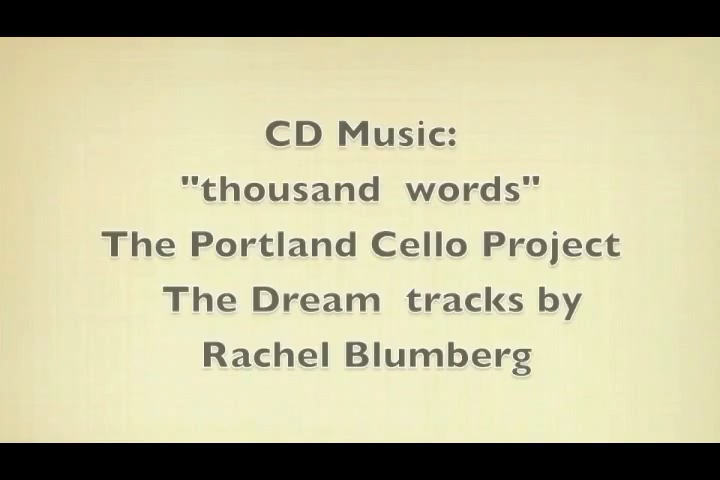 CD Music:
"thousand  words"
The Portland Cello Project
The Dream  tracks by
Rachel Blumberg